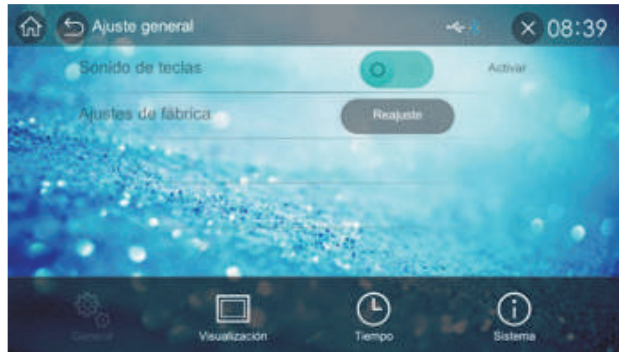 Ajuste general
08:39
Sonido de teclas
Activar
Ajustes de fábrica
Reajuste
General
Visualización
Tiempo
Sistema